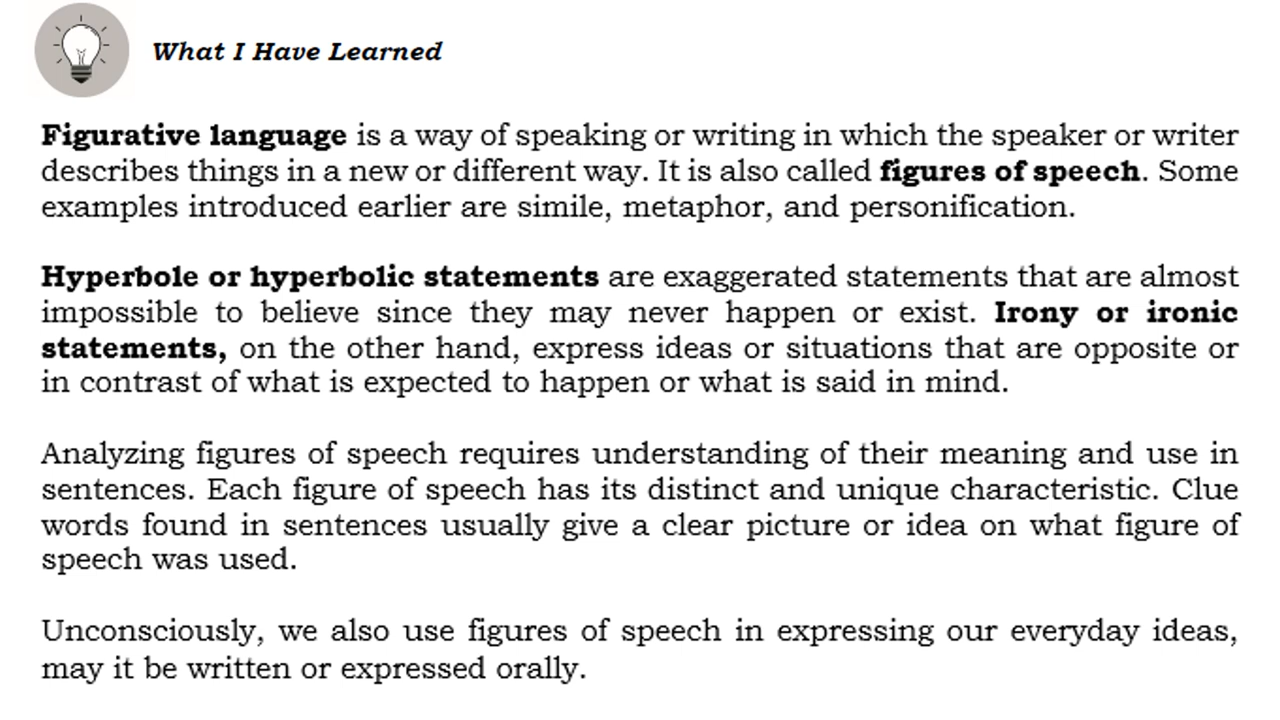 What I Have Learned
Figurative language is a way of speaking or writing in which the speaker or writer
describes things in a new or different way. It is also called figures of speech. Some
examples introduced earlier are simile, metaphor, and personification.
Hyperbole or hyperbolic statements are exaggerated statements that are almost
impossible to believe since they may never happen or exist. Irony or ironic
statements, on the other hand, express ideas or situations that are opposite or
in contrast of what is expected to happen or what is said in mind.
Analyzing figures of speech requires understanding of their meaning and use in
sentences. Each figure of speech has its distinct and unique characteristic. Clue
words found in sentences usually give a clear picture or idea on what figure of
speech was used.
Unconsciously, we also use figures of speech in expressing our everyday ideas,
may it be written or expressed orally.